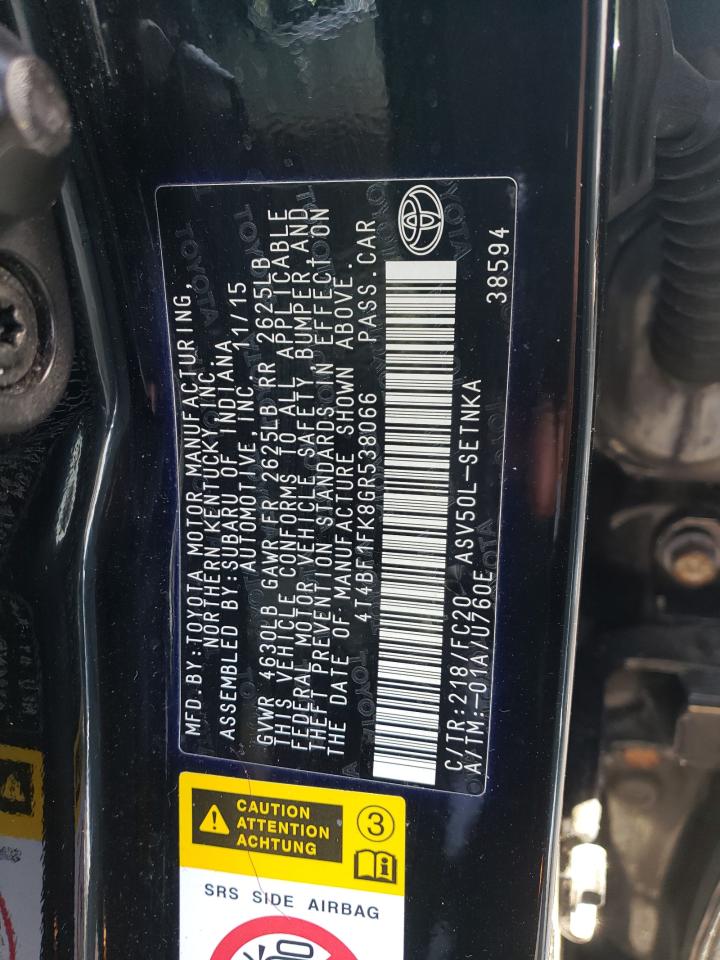 MFD.BY:TOYOTA MOTOR MANUFACTURING,
NORTHERN KENTUCKY, INC.
ASSEMBLED BY:SUBARU OF INDIANA
AUTOMOTIVE, INC. 11/15
GVWR 4630LB GAWR FR 2625LB RR 2625LB
THIS VEHICLE CONFORMS TO ALL APPLICABLE
FEDERAL MOTOR VEHICLE SAFETY, BUMPER, AND
THEFT PREVENTION STANDARDS IN EFFECT ON
THE DATE OF MANUFACTURE SHOWN ABOVE.
4T4BF1FK8GR538066 PASS.CAR
C/TR:218/FC20 ASV50L-SETNKA
A/TM:-01A/U760E 38594
CAUTION
ATTENTION
ACHTUNG
3
SRS SIDE AIRBAG